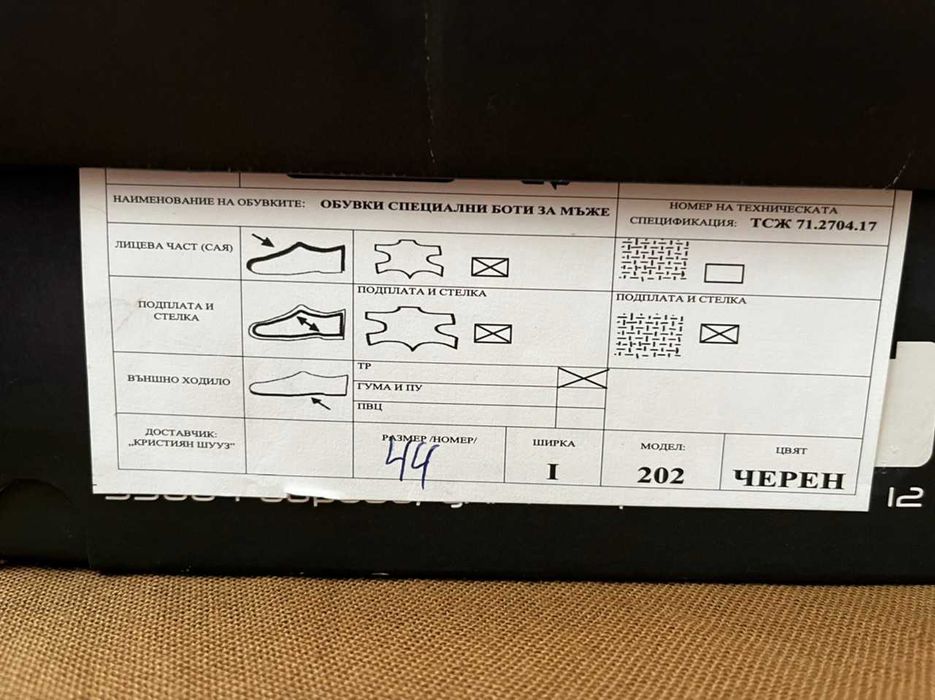 НАИМЕНОВАНИЕ НА ОБУВКИТЕ: ОБУВКИ СПЕЦИАЛНИ БОТИ ЗА МЪЖЕ
НОМЕР НА ТЕХНИЧЕСКАТА
СПЕЦИФИКАЦИЯ: ТСЖ 71.2704.17
ЛИЦЕВА ЧАСТ (САЯ)
ПОДПЛАТА И
СТЕЛКА
ПОДПЛАТА И СТЕЛКА
ПОДПЛАТА И СТЕЛКА
ВЪНШНО ХОДИЛО
ТР
ГУМА И ПУ
ПВЦ
ДОСТАВЧИК:
„КРИСТИЯН ШУУЗ"
РАЗМЕР /НОМЕР/
44
ШИРКА
I
МОДЕЛ:
202
ЦВЯТ
ЧЕРЕН
12